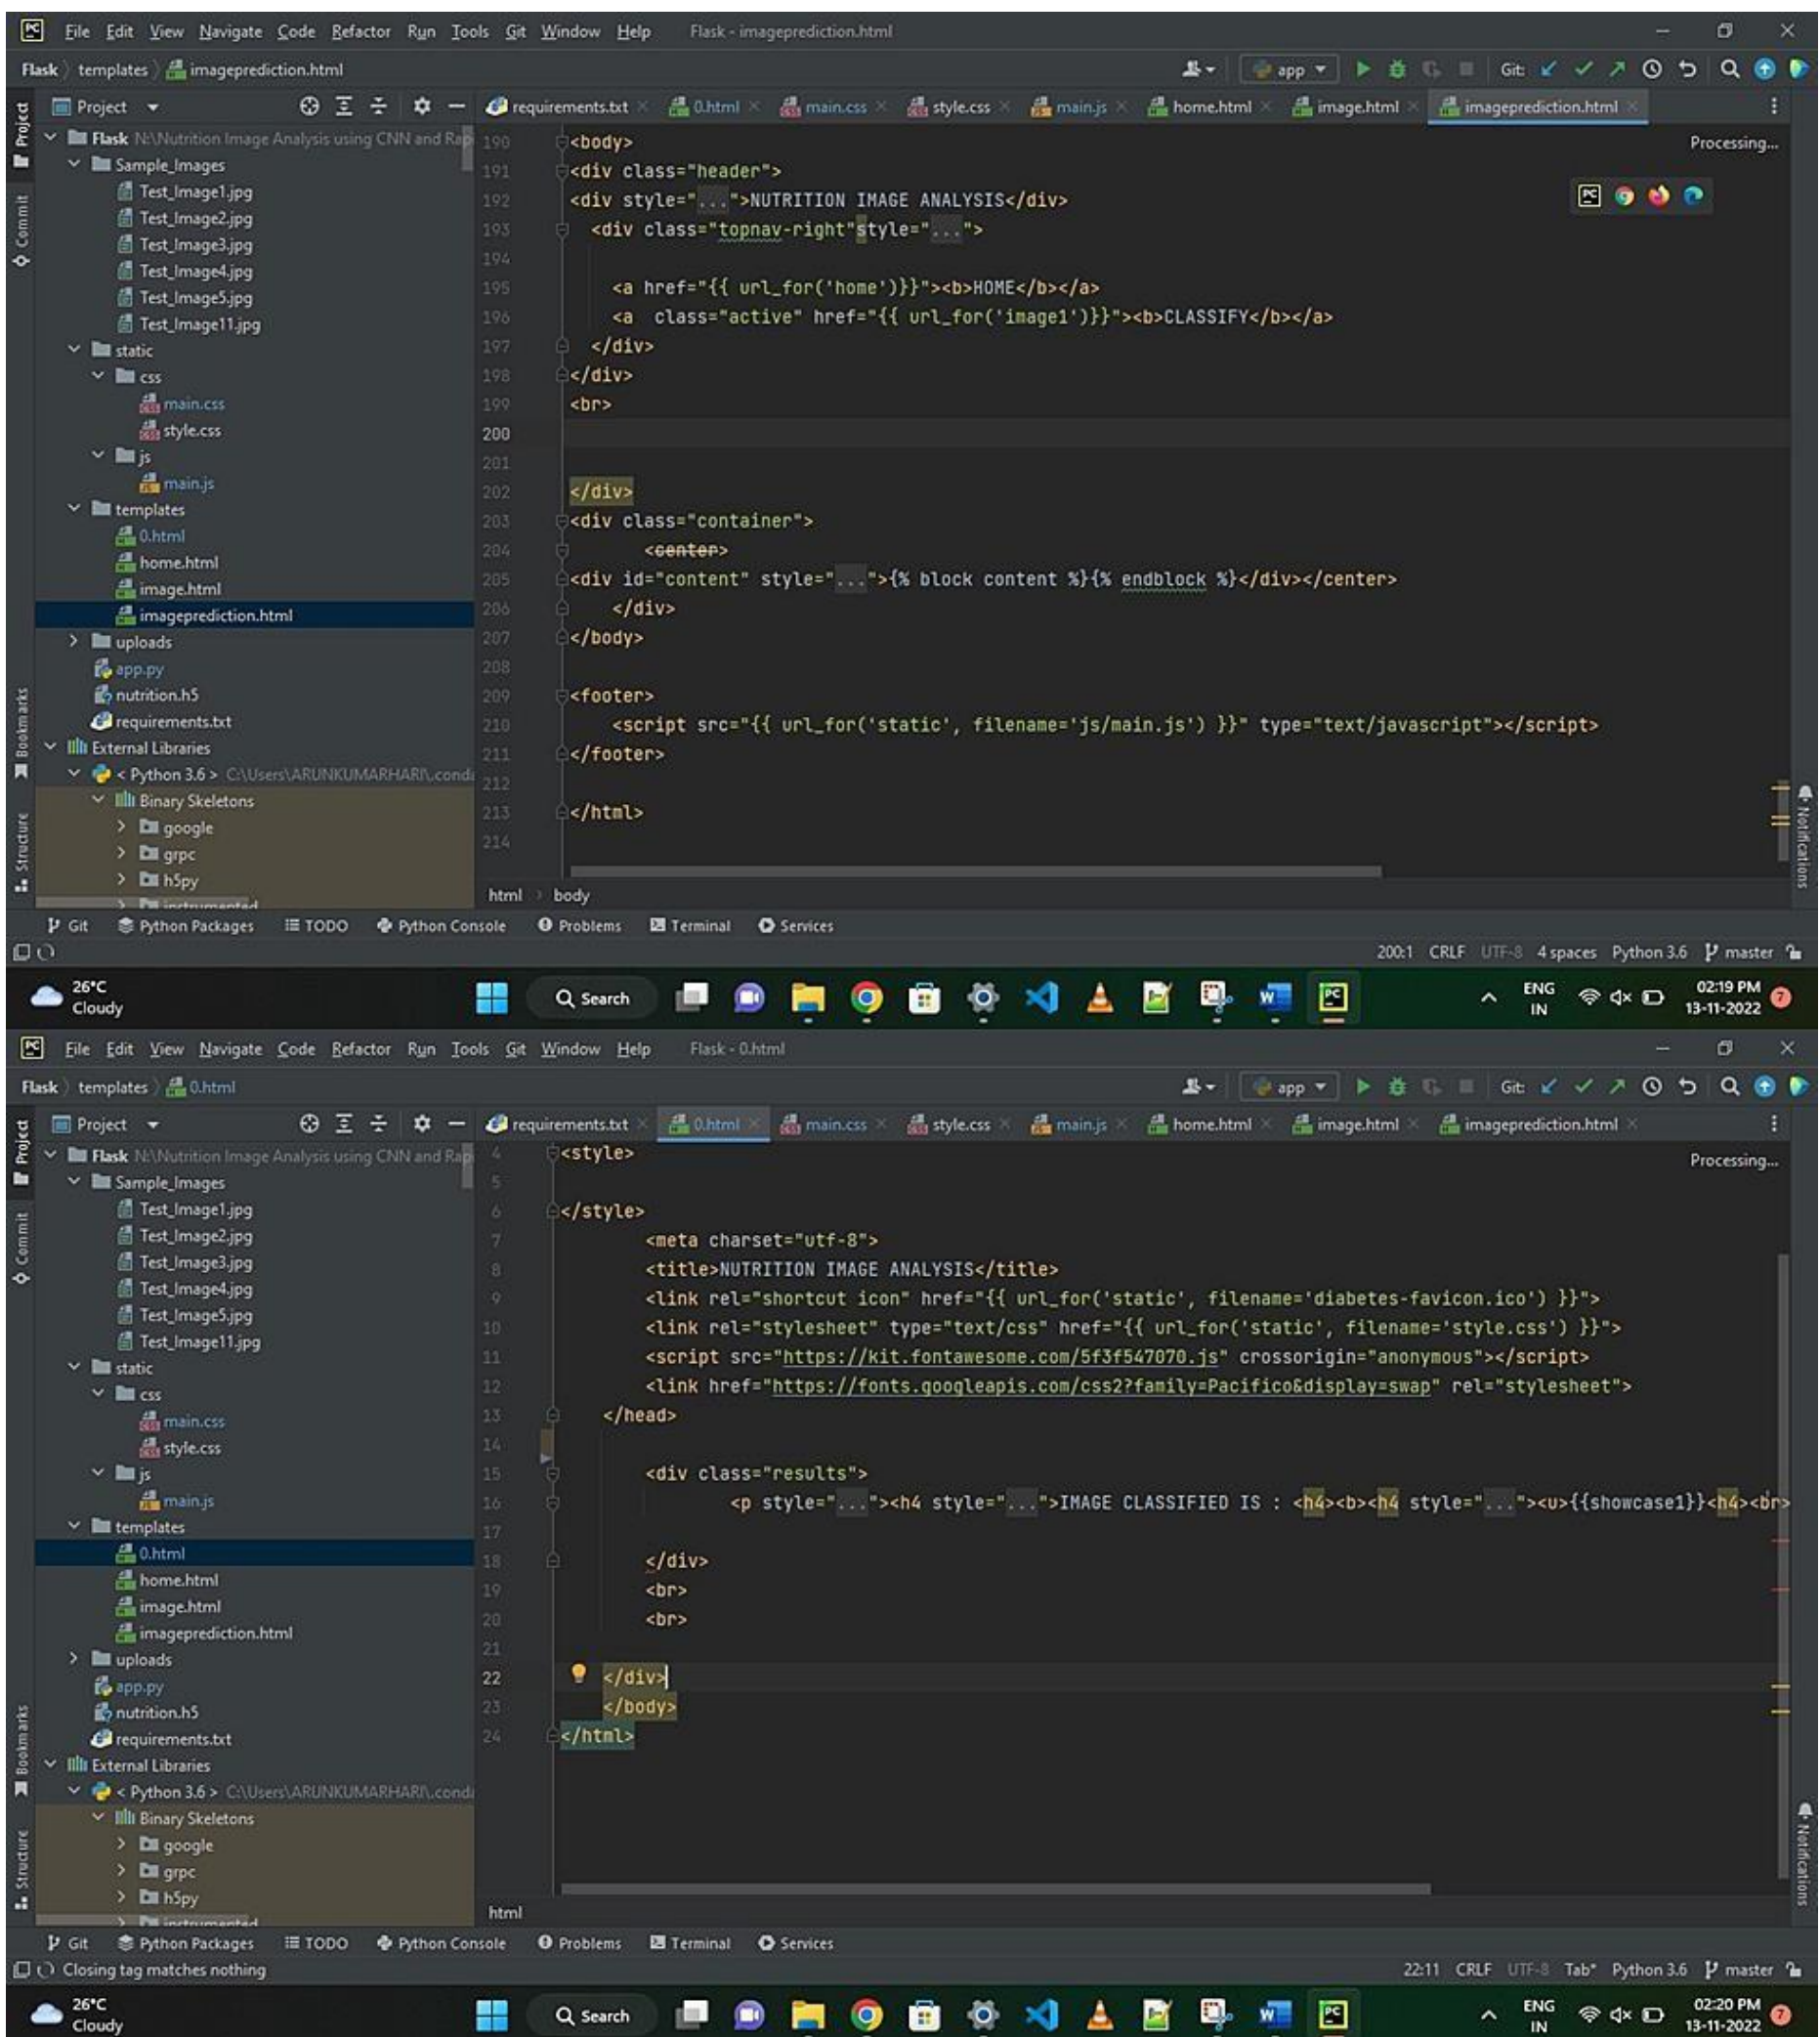 File Edit View Navigate Code Refactor Run Tools Git Window Help Flask - imageprediction.html
Flask templates imageprediction.html app Git:
Project requirements.txt 0.html main.css style.css main.js home.html image.html imageprediction.html
Project
Commit
Bookmarks
Structure
Flask N:\Nutrition Image Analysis using CNN and Rap
Sample_Images
Test_Image1.jpg
Test_Image2.jpg
Test_Image3.jpg
Test_Image4.jpg
Test_Image5.jpg
Test_Image11.jpg
static
css
main.css
style.css
js
main.js
templates
0.html
home.html
image.html
imageprediction.html
uploads
app.py
nutrition.h5
requirements.txt
External Libraries
< Python 3.6 > C:\Users\ARUNKUMARHARI\.conda
Binary Skeletons
google
grpc
h5py
instrumented
Processing...
190 <body>
191 <div class="header">
192 <div style="...">NUTRITION IMAGE ANALYSIS</div>
193 <div class="topnav-right"style="...">
194
195 <a href="{{ url_for('home')}}"><b>HOME</b></a>
196 <a  class="active" href="{{ url_for('image1')}}"><b>CLASSIFY</b></a>
197 </div>
198 </div>
199 <br>
200
201
202 </div>
203 <div class="container">
204 <center>
205 <div id="content" style="...">{% block content %}{% endblock %}</div></center>
206 </div>
207 </body>
208
209 <footer>
210 <script src="{{ url_for('static', filename='js/main.js') }}" type="text/javascript"></script>
211 </footer>
212
213 </html>
214
Notifications
html body
Git Python Packages TODO Python Console Problems Terminal Services
200:1 CRLF UTF-8 4 spaces Python 3.6 master
26°C
Cloudy
Search
ENG
IN
02:19 PM
13-11-2022
7
File Edit View Navigate Code Refactor Run Tools Git Window Help Flask - 0.html
Flask templates 0.html app Git:
Project requirements.txt 0.html main.css style.css main.js home.html image.html imageprediction.html
Project
Commit
Bookmarks
Structure
Flask N:\Nutrition Image Analysis using CNN and Rap
Sample_Images
Test_Image1.jpg
Test_Image2.jpg
Test_Image3.jpg
Test_Image4.jpg
Test_Image5.jpg
Test_Image11.jpg
static
css
main.css
style.css
js
main.js
templates
0.html
home.html
image.html
imageprediction.html
uploads
app.py
nutrition.h5
requirements.txt
External Libraries
< Python 3.6 > C:\Users\ARUNKUMARHARI\.conda
Binary Skeletons
google
grpc
h5py
instrumented
Processing...
4 <style>
5
6 </style>
7 <meta charset="utf-8">
8 <title>NUTRITION IMAGE ANALYSIS</title>
9 <link rel="shortcut icon" href="{{ url_for('static', filename='diabetes-favicon.ico') }}">
10 <link rel="stylesheet" type="text/css" href="{{ url_for('static', filename='style.css') }}">
11 <script src="https://kit.fontawesome.com/5f3f547070.js" crossorigin="anonymous"></script>
12 <link href="https://fonts.googleapis.com/css2?family=Pacifico&display=swap" rel="stylesheet">
13 </head>
14
15 <div class="results">
16 <p style="..."><h4 style="...">IMAGE CLASSIFIED IS : <h4><b><h4 style="..."><u>{{showcase1}}<h4><br>
17
18 </div>
19 <br>
20 <br>
21
22 </div>
23 </body>
24 </html>
Notifications
html
Git Python Packages TODO Python Console Problems Terminal Services
Closing tag matches nothing 22:11 CRLF UTF-8 Tab* Python 3.6 master
26°C
Cloudy
Search
ENG
IN
02:20 PM
13-11-2022
7